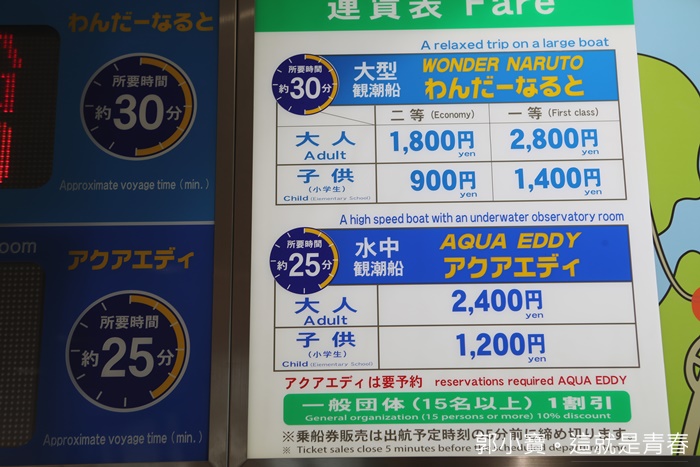 わんだーなると
所要時間
約30分
Approximate voyage time (min.)
room
アクアエディ
所要時間
約25分
Approximate voyage time (min.)
運賃表 Fare
A relaxed trip on a large boat
所要時間
約30分
大型
観潮船
WONDER NARUTO
わんだーなると
二等 (Economy) 一等 (First class)
大人 1,800円 2,800円
Adult yen yen
子供 900円 1,400円
(小学生) yen yen
Child (Elementary School)
A high speed boat with an underwater observatory room
所要時間
約25分
水中
観潮船
AQUA EDDY
アクアエディ
大人 2,400円
Adult yen
子供 1,200円
(小学生) yen
Child (Elementary School)
アクアエディは要予約 reservations required AQUA EDDY
一般団体 (15名以上) 1割引
General organization (15 persons or more) 10% discount
※乗船券販売は出航予定時刻の5分前に締め切ります
※ Ticket sales close 5 minutes before the scheduled departure
郭小寶。這就是青春